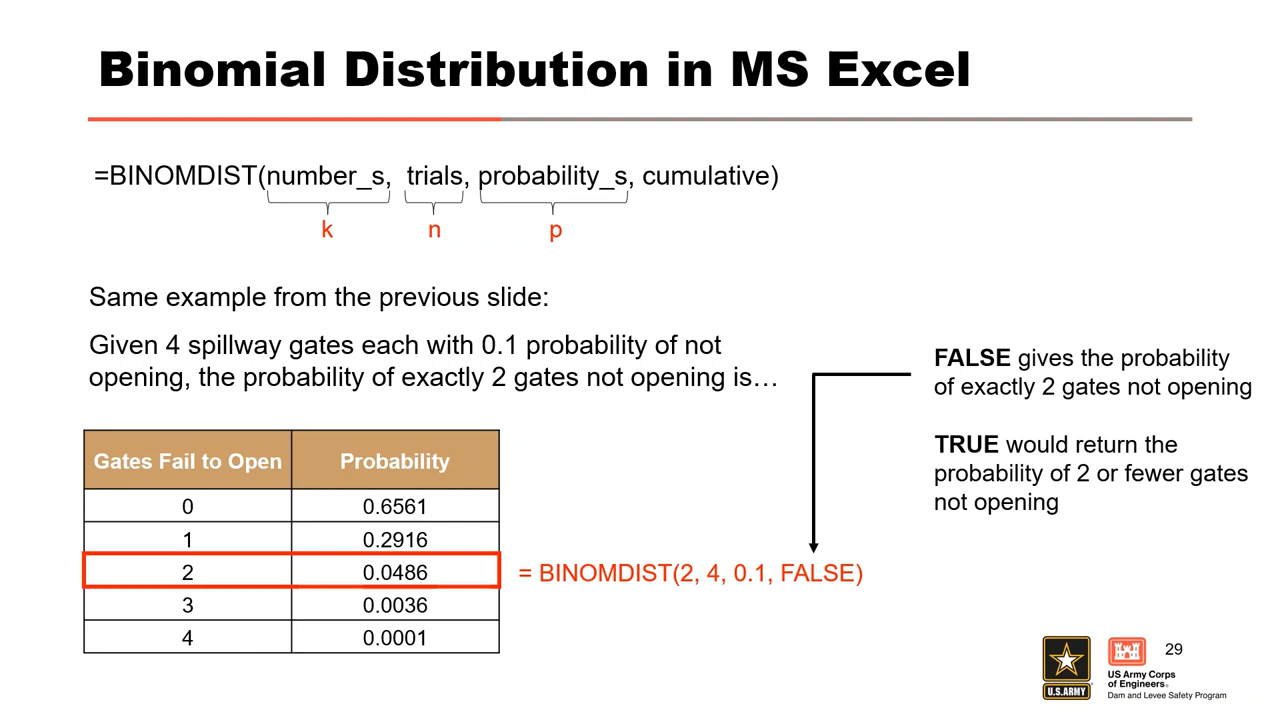 Binomial Distribution in MS Excel
=BINOMDIST(number_s, trials, probability_s, cumulative)
k n p
Same example from the previous slide:
Given 4 spillway gates each with 0.1 probability of not
opening, the probability of exactly 2 gates not opening is…
FALSE gives the probability
of exactly 2 gates not opening
TRUE would return the
probability of 2 or fewer gates
not opening
Gates Fail to Open Probability
0 0.6561
1 0.2916
2 0.0486
= BINOMDIST(2, 4, 0.1, FALSE)
3 0.0036
4 0.0001
U.S.ARMY
US Army Corps
of Engineers®
Dam and Levee Safety Program
29